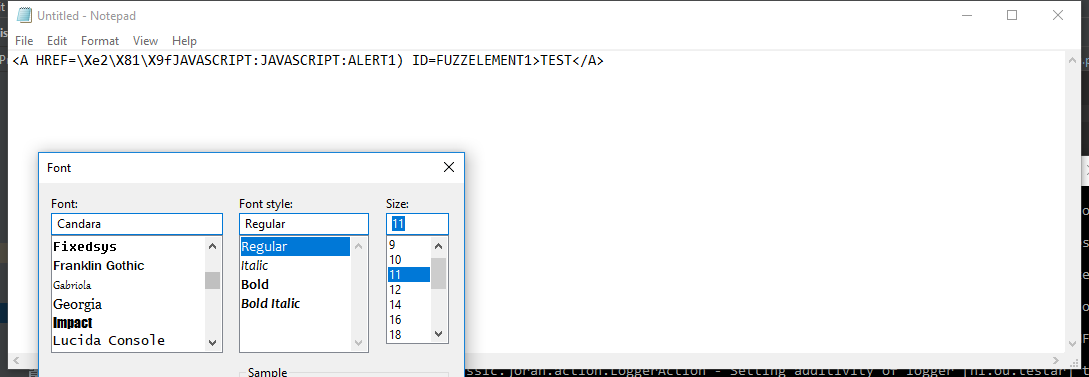 Untitled - Notepad
File Edit Format View Help
<A HREF=\Xe2\X81\X9fJAVASCRIPT:JAVASCRIPT:ALERT1) ID=FUZZELEMENT1>TEST</A>
Font
Font: Font style: Size:
Candara Regular 11
Fixedsys Regular 9
Franklin Gothic Italic 10
Gabriola Bold 11
Georgia Bold Italic 12
Impact 14
Lucida Console 16
18
Sample
ssic.joran.action.LoggerAction - Setting additivity of logger [nl.ou.testar]